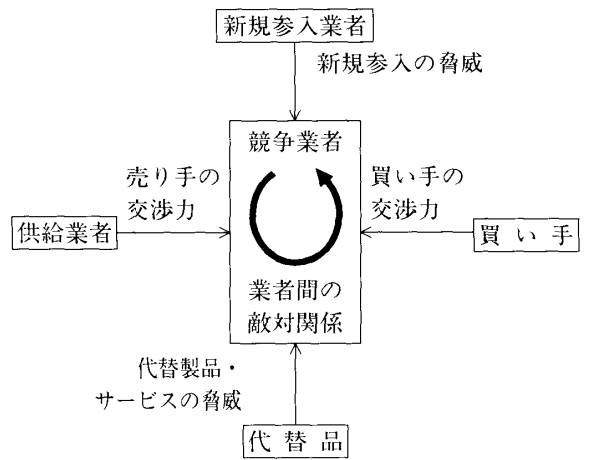 新規参入業者
新規参入の脅威
競争業者
売り手の
交渉力
買い手の
交渉力
供給業者
買い手
業者間の
敵対関係
代替製品・
サービスの脅威
代替品